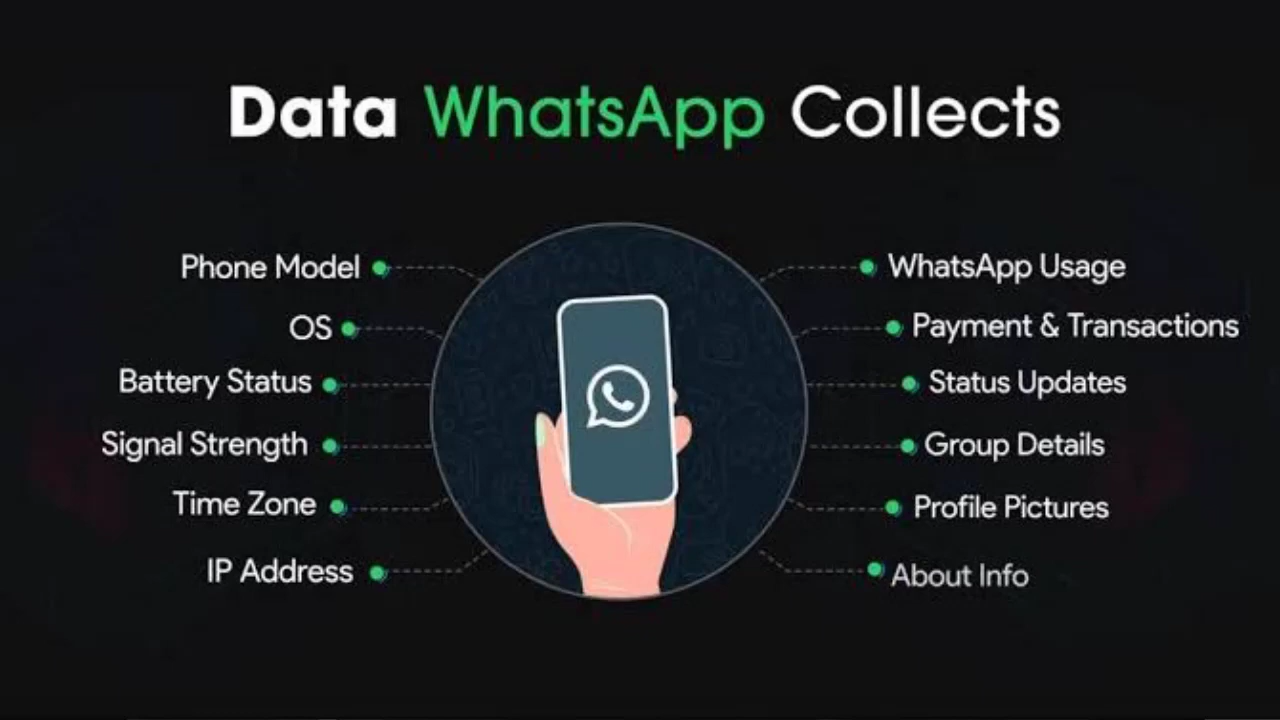 Data WhatsApp Collects
Phone Model
OS
Battery Status
Signal Strength
Time Zone
IP Address
WhatsApp Usage
Payment & Transactions
Status Updates
Group Details
Profile Pictures
About Info